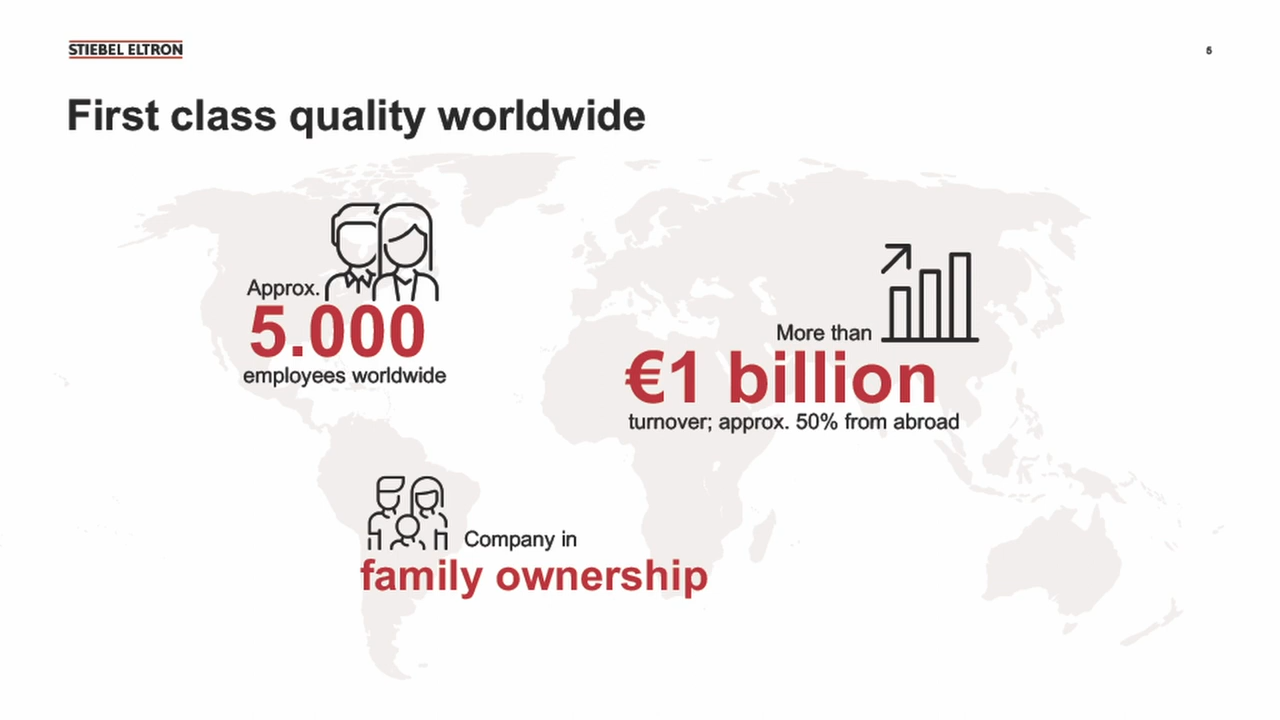 STIEBEL ELTRON
5
First class quality worldwide
Approx.
5.000
employees worldwide
More than
€1 billion
turnover; approx. 50% from abroad
Company in
family ownership